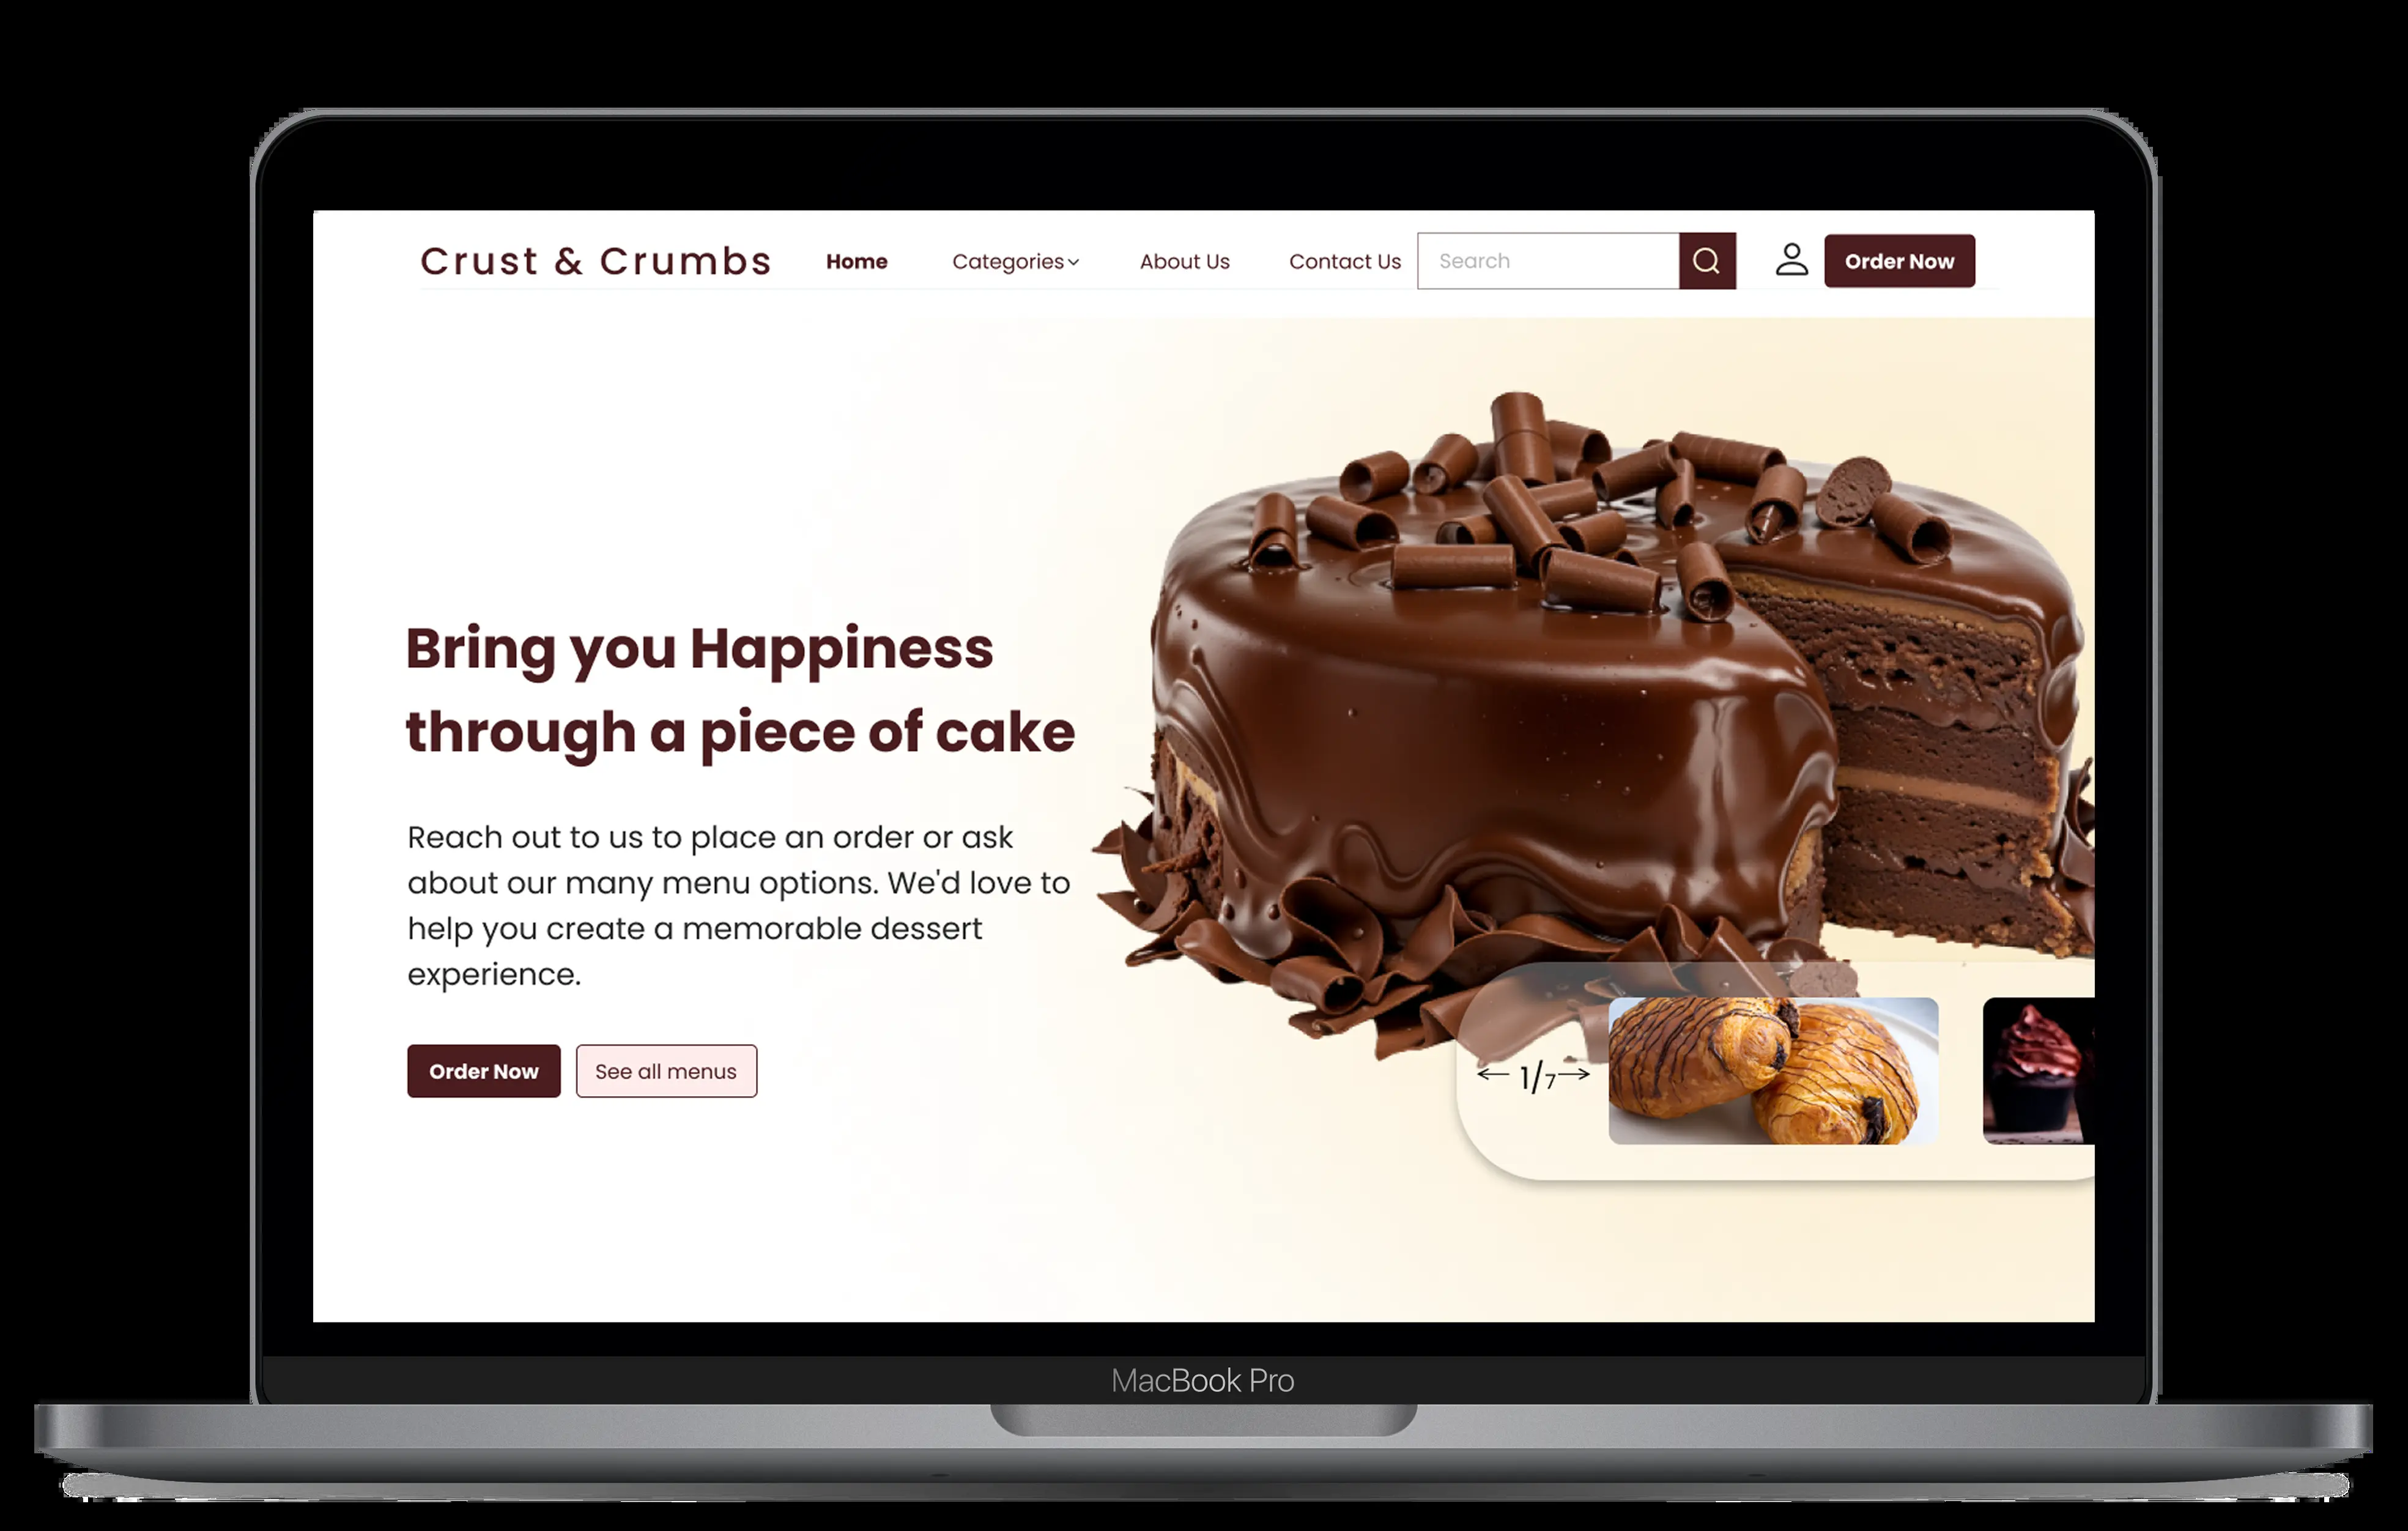 Crust & Crumbs Home Categories About Us Contact Us Search Order Now
Bring you Happiness
through a piece of cake
Reach out to us to place an order or ask
about our many menu options. We'd love to
help you create a memorable dessert
experience.
Order Now See all menus
1/7
MacBook Pro